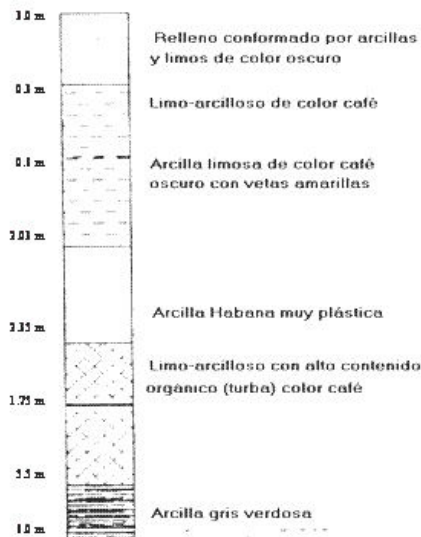 Relleno conformado por arcillas
y limos de color oscuro
Limo-arcilloso de color café
Arcilla limosa de color café
oscuro con vetas amarillas
Arcilla Habana muy plástica
Limo-arcilloso con alto contenido
orgánico (turba) color café
1.75 m
Arcilla gris verdosa